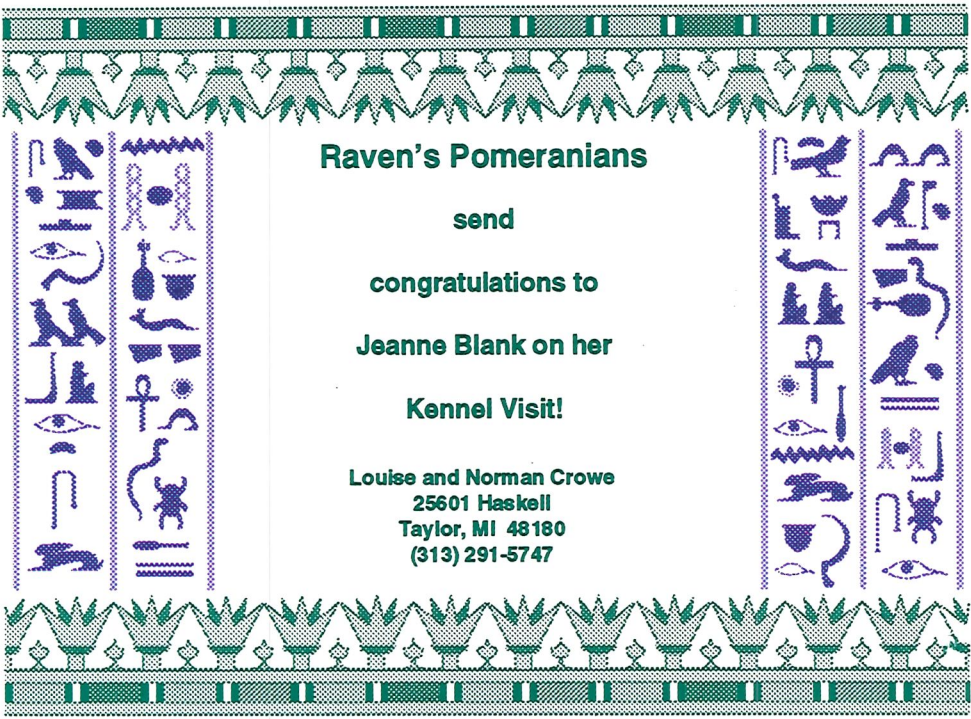 Raven's Pomeranians
send
congratulations to
Jeanne Blank on her
Kennel Visit!
Louise and Norman Crowe
25601 Haskell
Taylor, MI 48180
(313) 291-5747